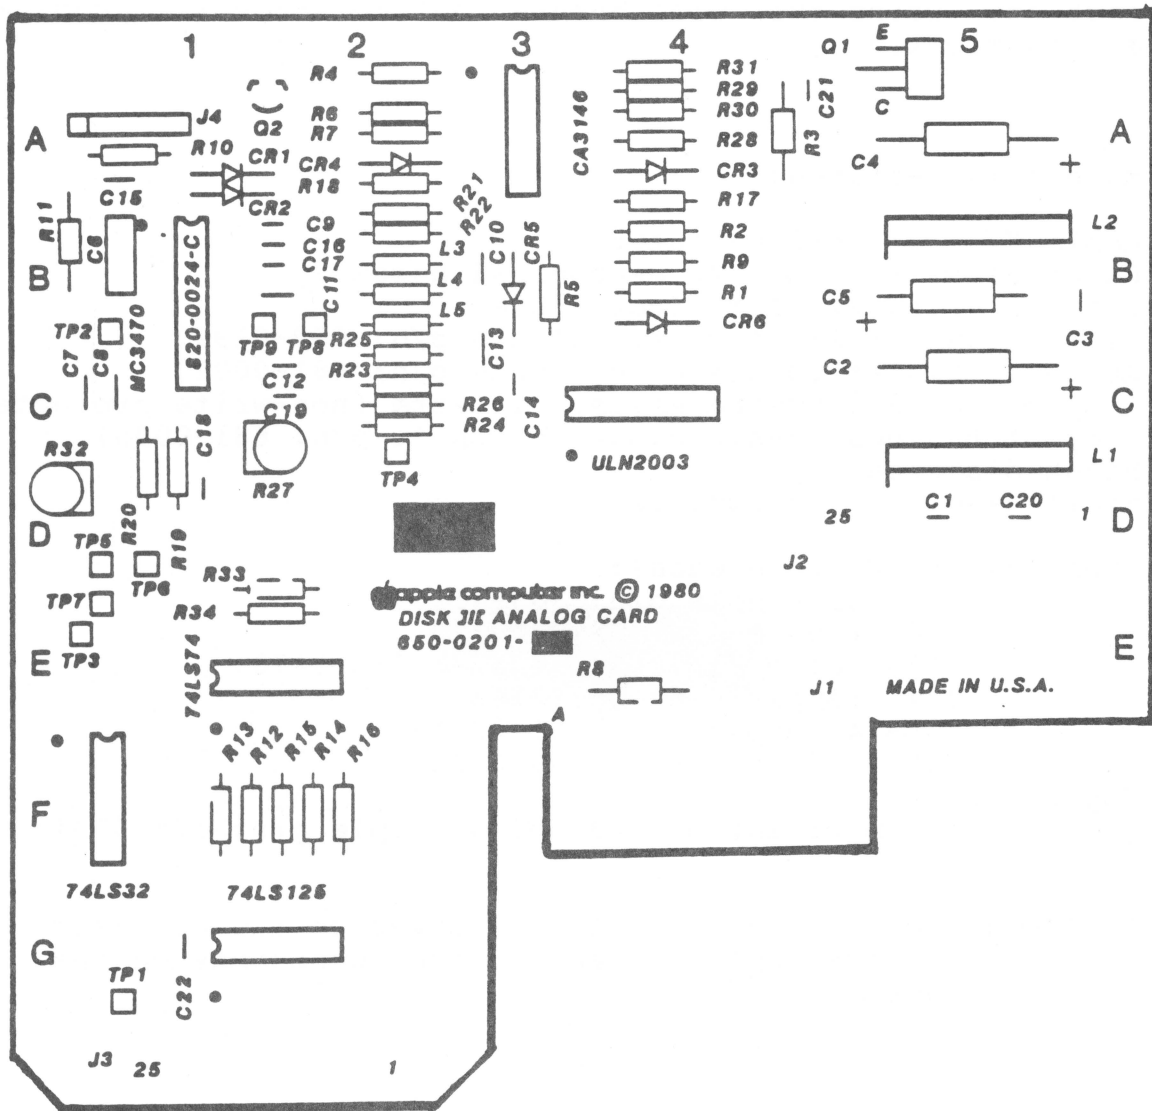 1 2 3 4 5
E
Q1
C
R4 R31
R29
C21
J4 Q2 R6 R30
R7 CA3146 R28 R3 A
A R10 CR1 CR4 CR3 C4 +
C15 CR2 R18 R21 R17
R11 C6 C9 R22 R2 L2
C16 L3 C10 CR5
B C17 L4 R9 B
820-0024-C C11 L5 R5 R1 C5
TP2 TP9 TP8 R25 CR6 + C3
C7 C8 MC3470 C12 R23 C13 C2
C C19 R26 C14 + C
R24
R32 C18 R27 TP4 ULN2003 L1
D R20 R19 25 C1 C20 1 D
TP5 TP6 J2
R33
TP7 R34 apple computer inc. © 1980
DISK ][ ANALOG CARD
TP3 650-0201-
E 74LS74 R8 E
J1 MADE IN U.S.A.
A
R13 R12 R15 R14 R16
F
74LS32 74LS125
G
TP1 C22
J3 25 1